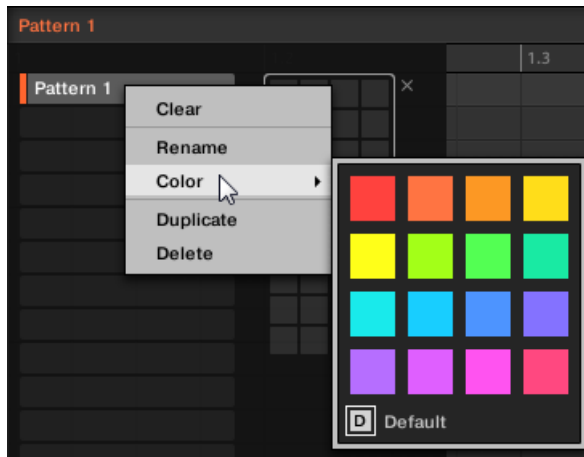 Pattern 1
1.3
Pattern 1
Clear
Rename
Color
Duplicate
Delete
D Default